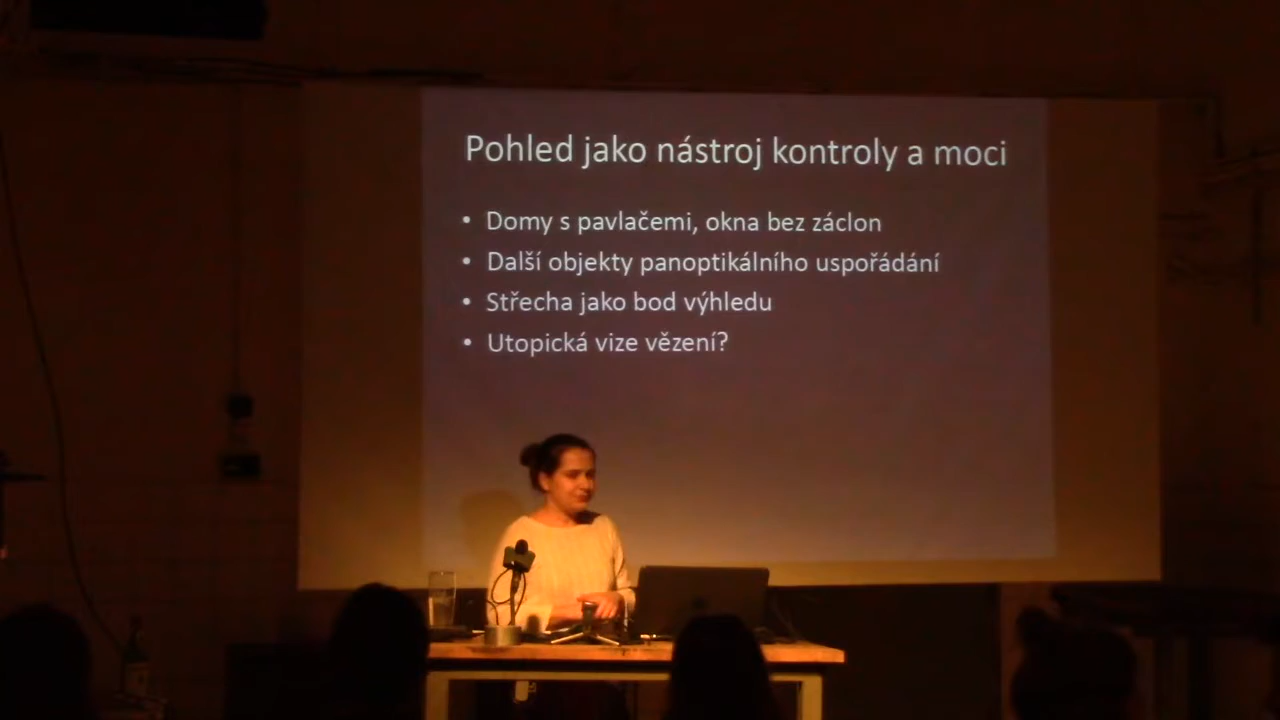 Pohled jako nástroj kontroly a moci
• Domy s pavlačemi, okna bez záclon
• Další objekty panoptikálního uspořádání
• Střecha jako bod výhledu
• Utopická vize vězení?